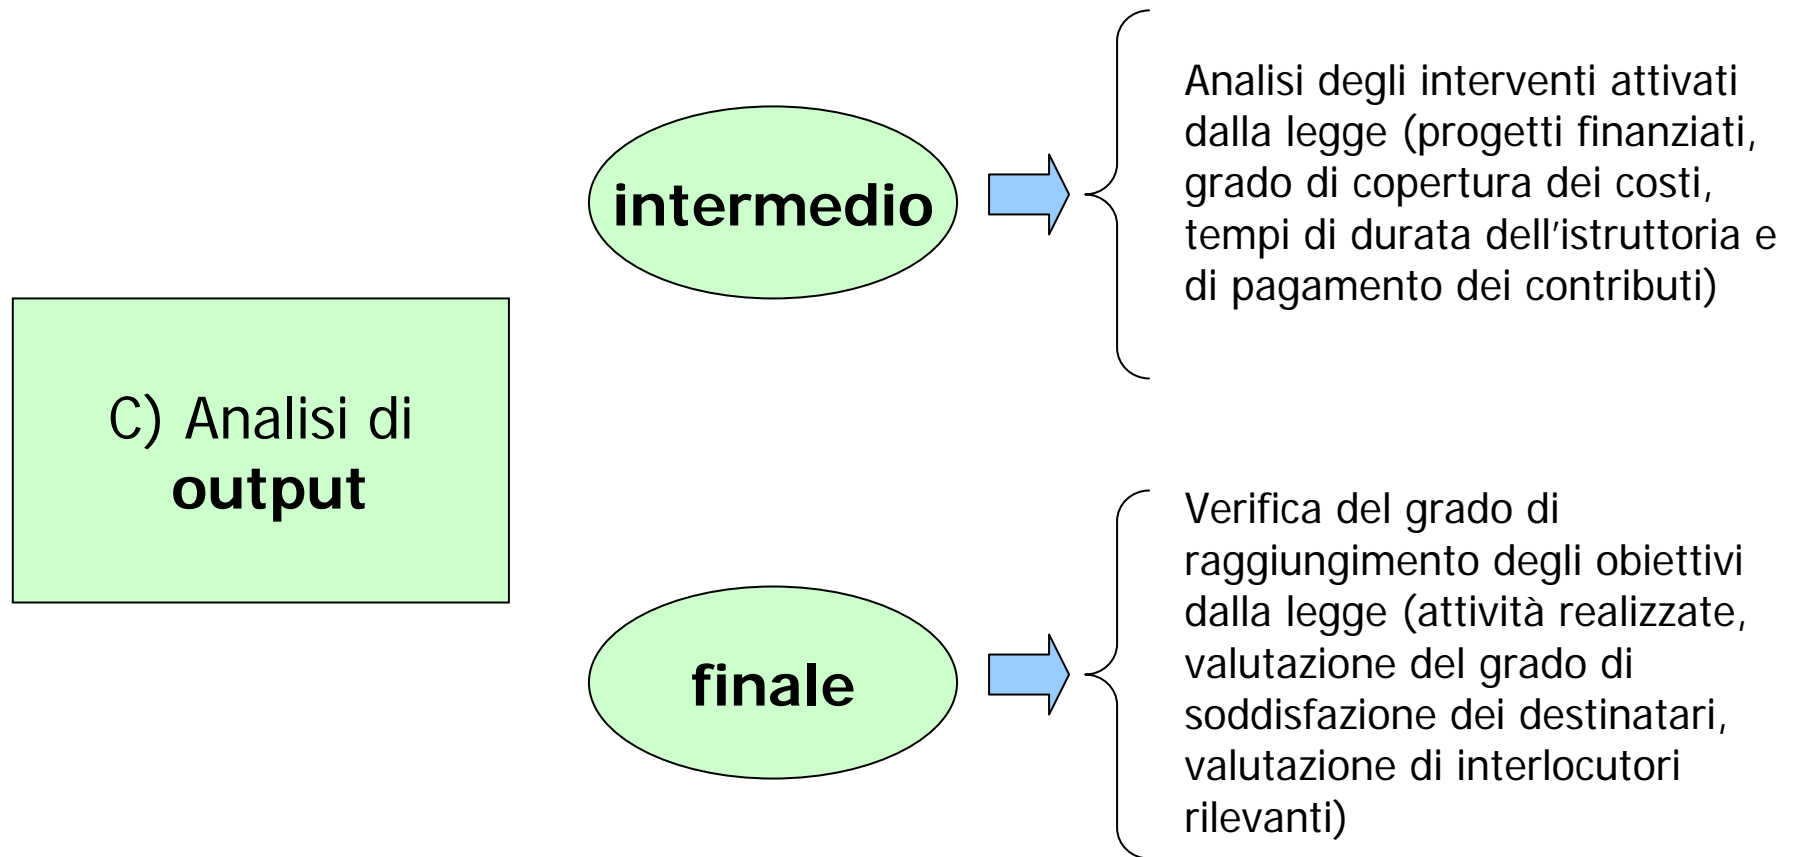 C) Analisi di
output
intermedio
Analisi degli interventi attivati
dalla legge (progetti finanziati,
grado di copertura dei costi,
tempi di durata dell’istruttoria e
di pagamento dei contributi)
finale
Verifica del grado di
raggiungimento degli obiettivi
dalla legge (attività realizzate,
valutazione del grado di
soddisfazione dei destinatari,
valutazione di interlocutori
rilevanti)